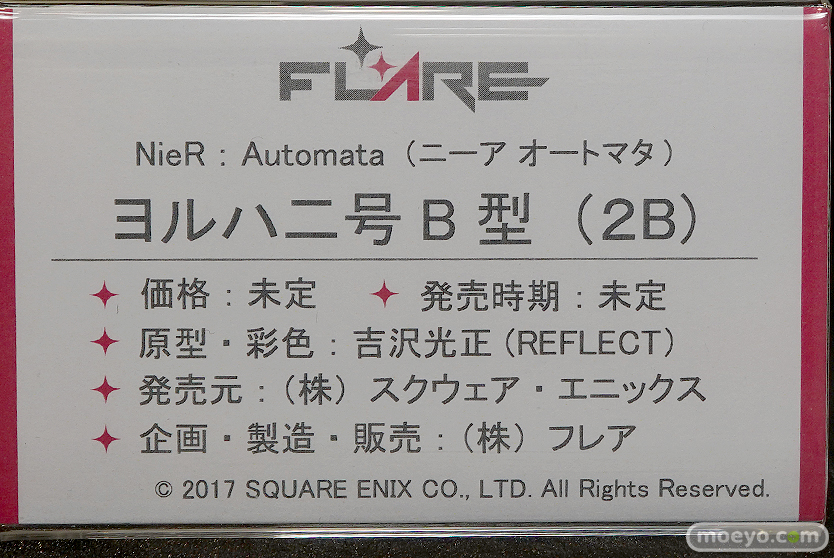 FLARE
NieR : Automata（ニーア オートマタ）
ヨルハ二号 B 型（2B）
価格 : 未定 発売時期 : 未定
原型・彩色 : 吉沢光正 (REFLECT)
発売元 :（株）スクウェア・エニックス
企画・製造・販売 :（株）フレア
© 2017 SQUARE ENIX CO., LTD. All Rights Reserved.
moeyo.com